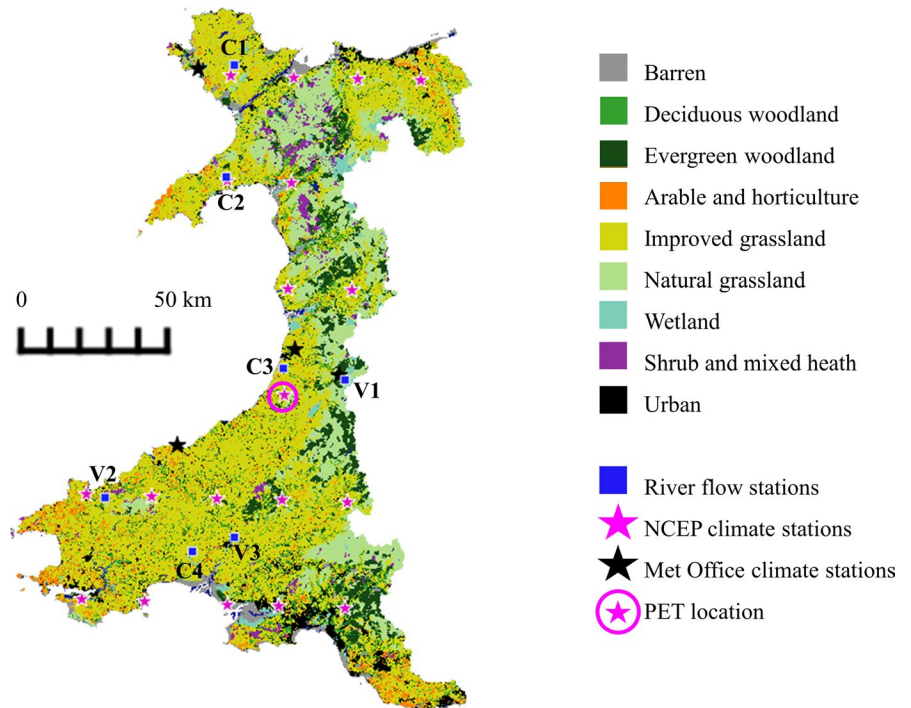 C1
C2
0 50 km
C3
V1
V2
V3
C4
Barren
Deciduous woodland
Evergreen woodland
Arable and horticulture
Improved grassland
Natural grassland
Wetland
Shrub and mixed heath
Urban
River flow stations
NCEP climate stations
Met Office climate stations
PET location